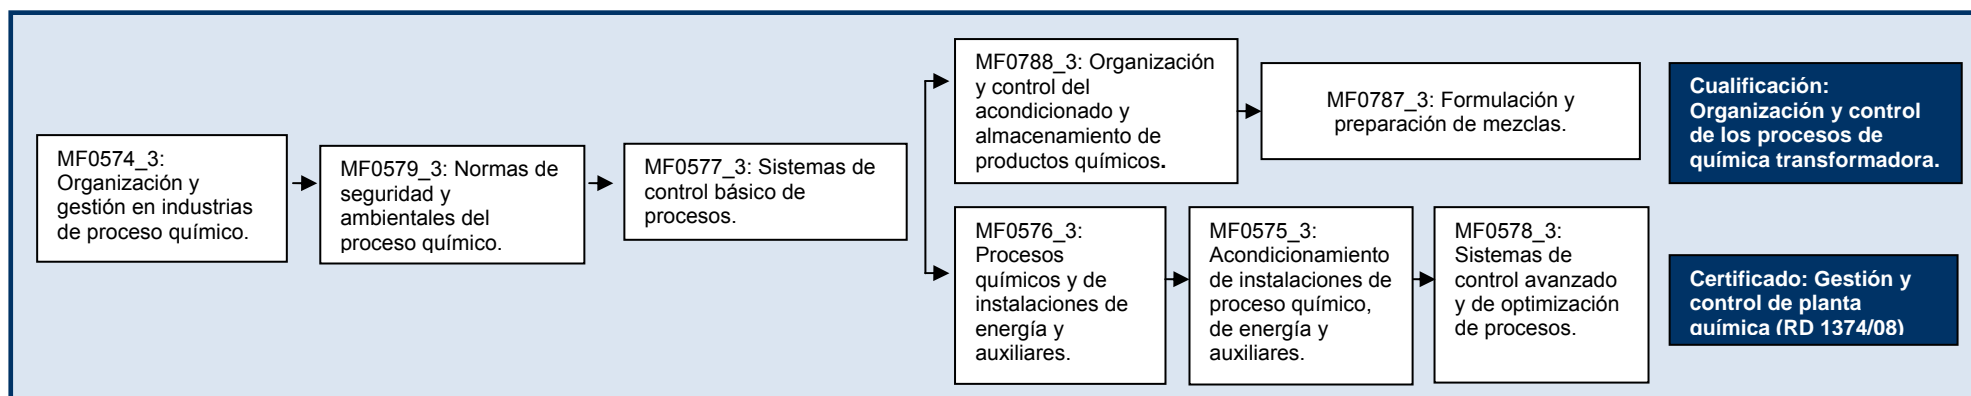 MF0574_3:
Organización y
gestión en industrias
de proceso químico.
MF0579_3: Normas de
seguridad y
ambientales del
proceso químico.
MF0577_3: Sistemas de
control básico de
procesos.
MF0788_3: Organización
y control del
acondicionado y
almacenamiento de
productos químicos.
MF0787_3: Formulación y
preparación de mezclas.
Cualificación:
Organización y control
de los procesos de
química transformadora.
MF0576_3:
Procesos
químicos y de
instalaciones de
energía y
auxiliares.
MF0575_3:
Acondicionamiento
de instalaciones de
proceso químico,
de energía y
auxiliares.
MF0578_3:
Sistemas de
control avanzado
y de optimización
de procesos.
Certificado: Gestión y
control de planta
química (RD 1374/08)